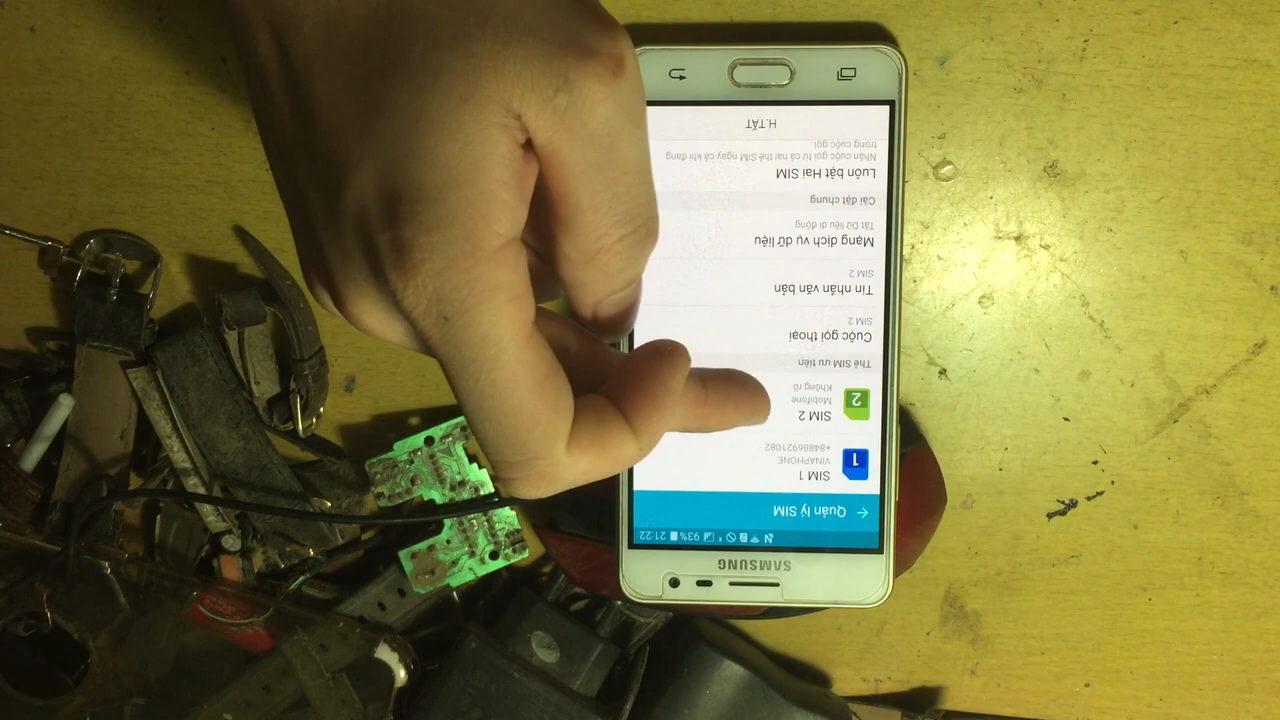 SAMSUNG
93% 21:22
Quản lý SIM
1
SIM 1
VINAPHONE
+84886921082
2
SIM 2
Mobifone
Không rõ
Thẻ SIM ưu tiên
Cuộc gọi thoại
SIM 2
Tin nhắn văn bản
SIM 2
Mạng dịch vụ dữ liệu
Tắt Dữ liệu di động
Cài đặt chung
Luôn bật Hai SIM
Nhận cuộc gọi từ cả hai thẻ SIM ngay cả khi đang
trong cuộc gọi
H.TẤT